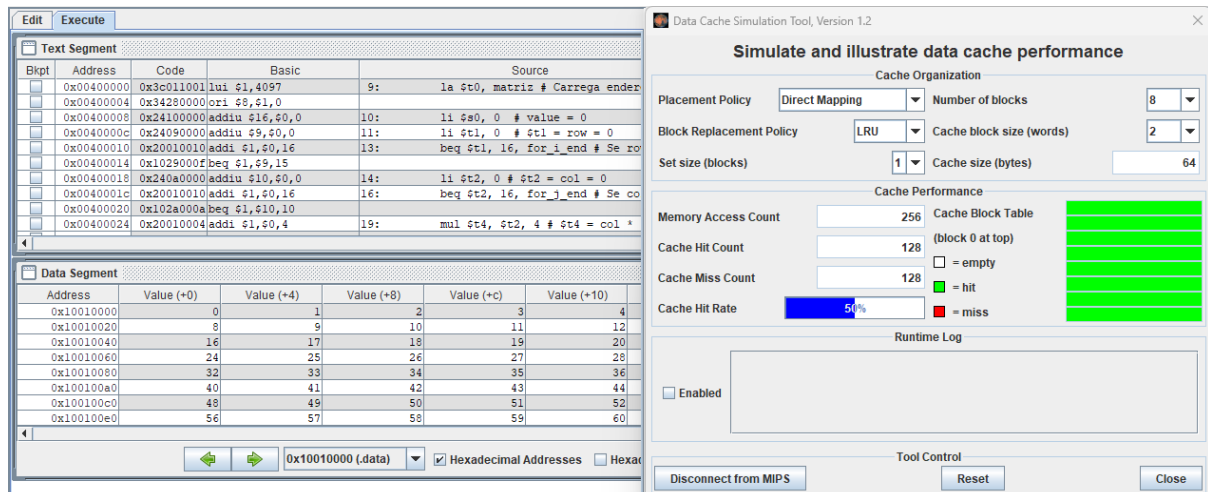 Edit Execute
Text Segment
Bkpt Address Code Basic Source
0x00400000 0x3c011001 lui $1,4097 9: la $t0, matriz # Carrega ender
0x00400004 0x34280000 ori $8,$1,0
0x00400008 0x24100000 addiu $16,$0,0 10: li $s0, 0 # value = 0
0x0040000c 0x24090000 addiu $9,$0,0 11: li $t1, 0 # $t1 = row = 0
0x00400010 0x20010010 addi $1,$0,16 13: beq $t1, 16, for_i_end # Se ro
0x00400014 0x1029000f beq $1,$9,15
0x00400018 0x240a0000 addiu $10,$0,0 14: li $t2, 0 # $t2 = col = 0
0x0040001c 0x20010010 addi $1,$0,16 16: beq $t2, 16, for_j_end # Se co
0x00400020 0x102a000a beq $1,$10,10
0x00400024 0x20010004 addi $1,$0,4 19: mul $t4, $t2, 4 # $t4 = col *
Data Segment
Address Value (+0) Value (+4) Value (+8) Value (+c) Value (+10)
0x10010000 0 1 2 3 4
0x10010020 8 9 10 11 12
0x10010040 16 17 18 19 20
0x10010060 24 25 26 27 28
0x10010080 32 33 34 35 36
0x100100a0 40 41 42 43 44
0x100100c0 48 49 50 51 52
0x100100e0 56 57 58 59 60
0x10010000 (.data) Hexadecimal Addresses Hexa
Data Cache Simulation Tool, Version 1.2
Simulate and illustrate data cache performance
Cache Organization
Placement Policy Direct Mapping Number of blocks 8
Block Replacement Policy LRU Cache block size (words) 2
Set size (blocks) 1 Cache size (bytes) 64
Cache Performance
Memory Access Count 256 Cache Block Table
(block 0 at top)
Cache Hit Count 128
= empty
Cache Miss Count 128
= hit
Cache Hit Rate 50% = miss
Runtime Log
Enabled
Tool Control
Disconnect from MIPS Reset Close